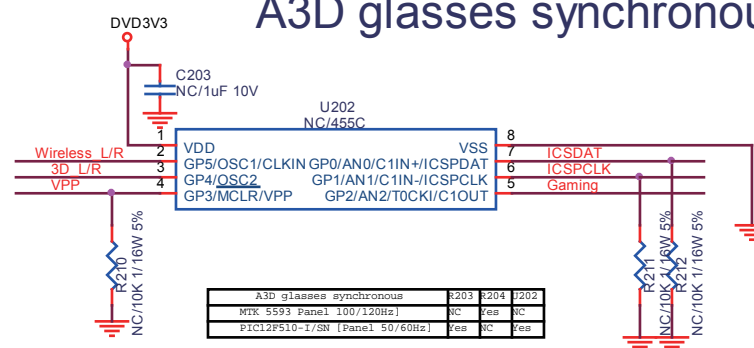 A3D glasses synchronou
DVD3V3
C203
NC/1uF 10V
U202
NC/455C
1
VDD
VSS
8
Wireless_L/R
2
GP5/OSC1/CLKIN
GP0/AN0/C1IN+/ICSPDAT
7
ICSDAT
3D_L/R
3
GP4/OSC2
GP1/AN1/C1IN-/ICSPCLK
6
ICSPCLK
VPP
4
GP3/MCLR/VPP
GP2/AN2/T0CKI/C1OUT
5
Gaming
R210
NC/10K 1/16W 5%
R211
NC/10K 1/16W 5%
R212
NC/10K 1/16W 5%
A3D glasses synchronous R203 R204 U202
MTK 5593 Panel 100/120Hz] NC Yes NC
PIC12F510-I/SN [Panel 50/60Hz] Yes NC Yes